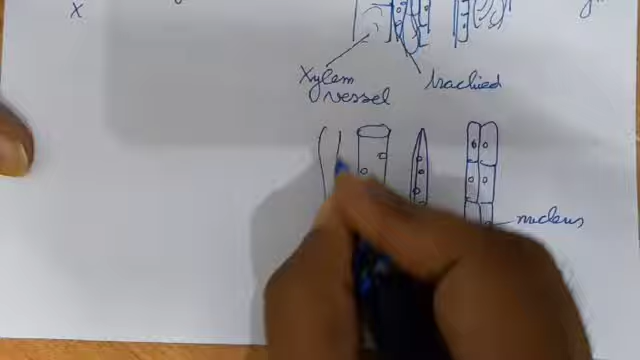 x
Xylem
vessel
tracheid
nucleus